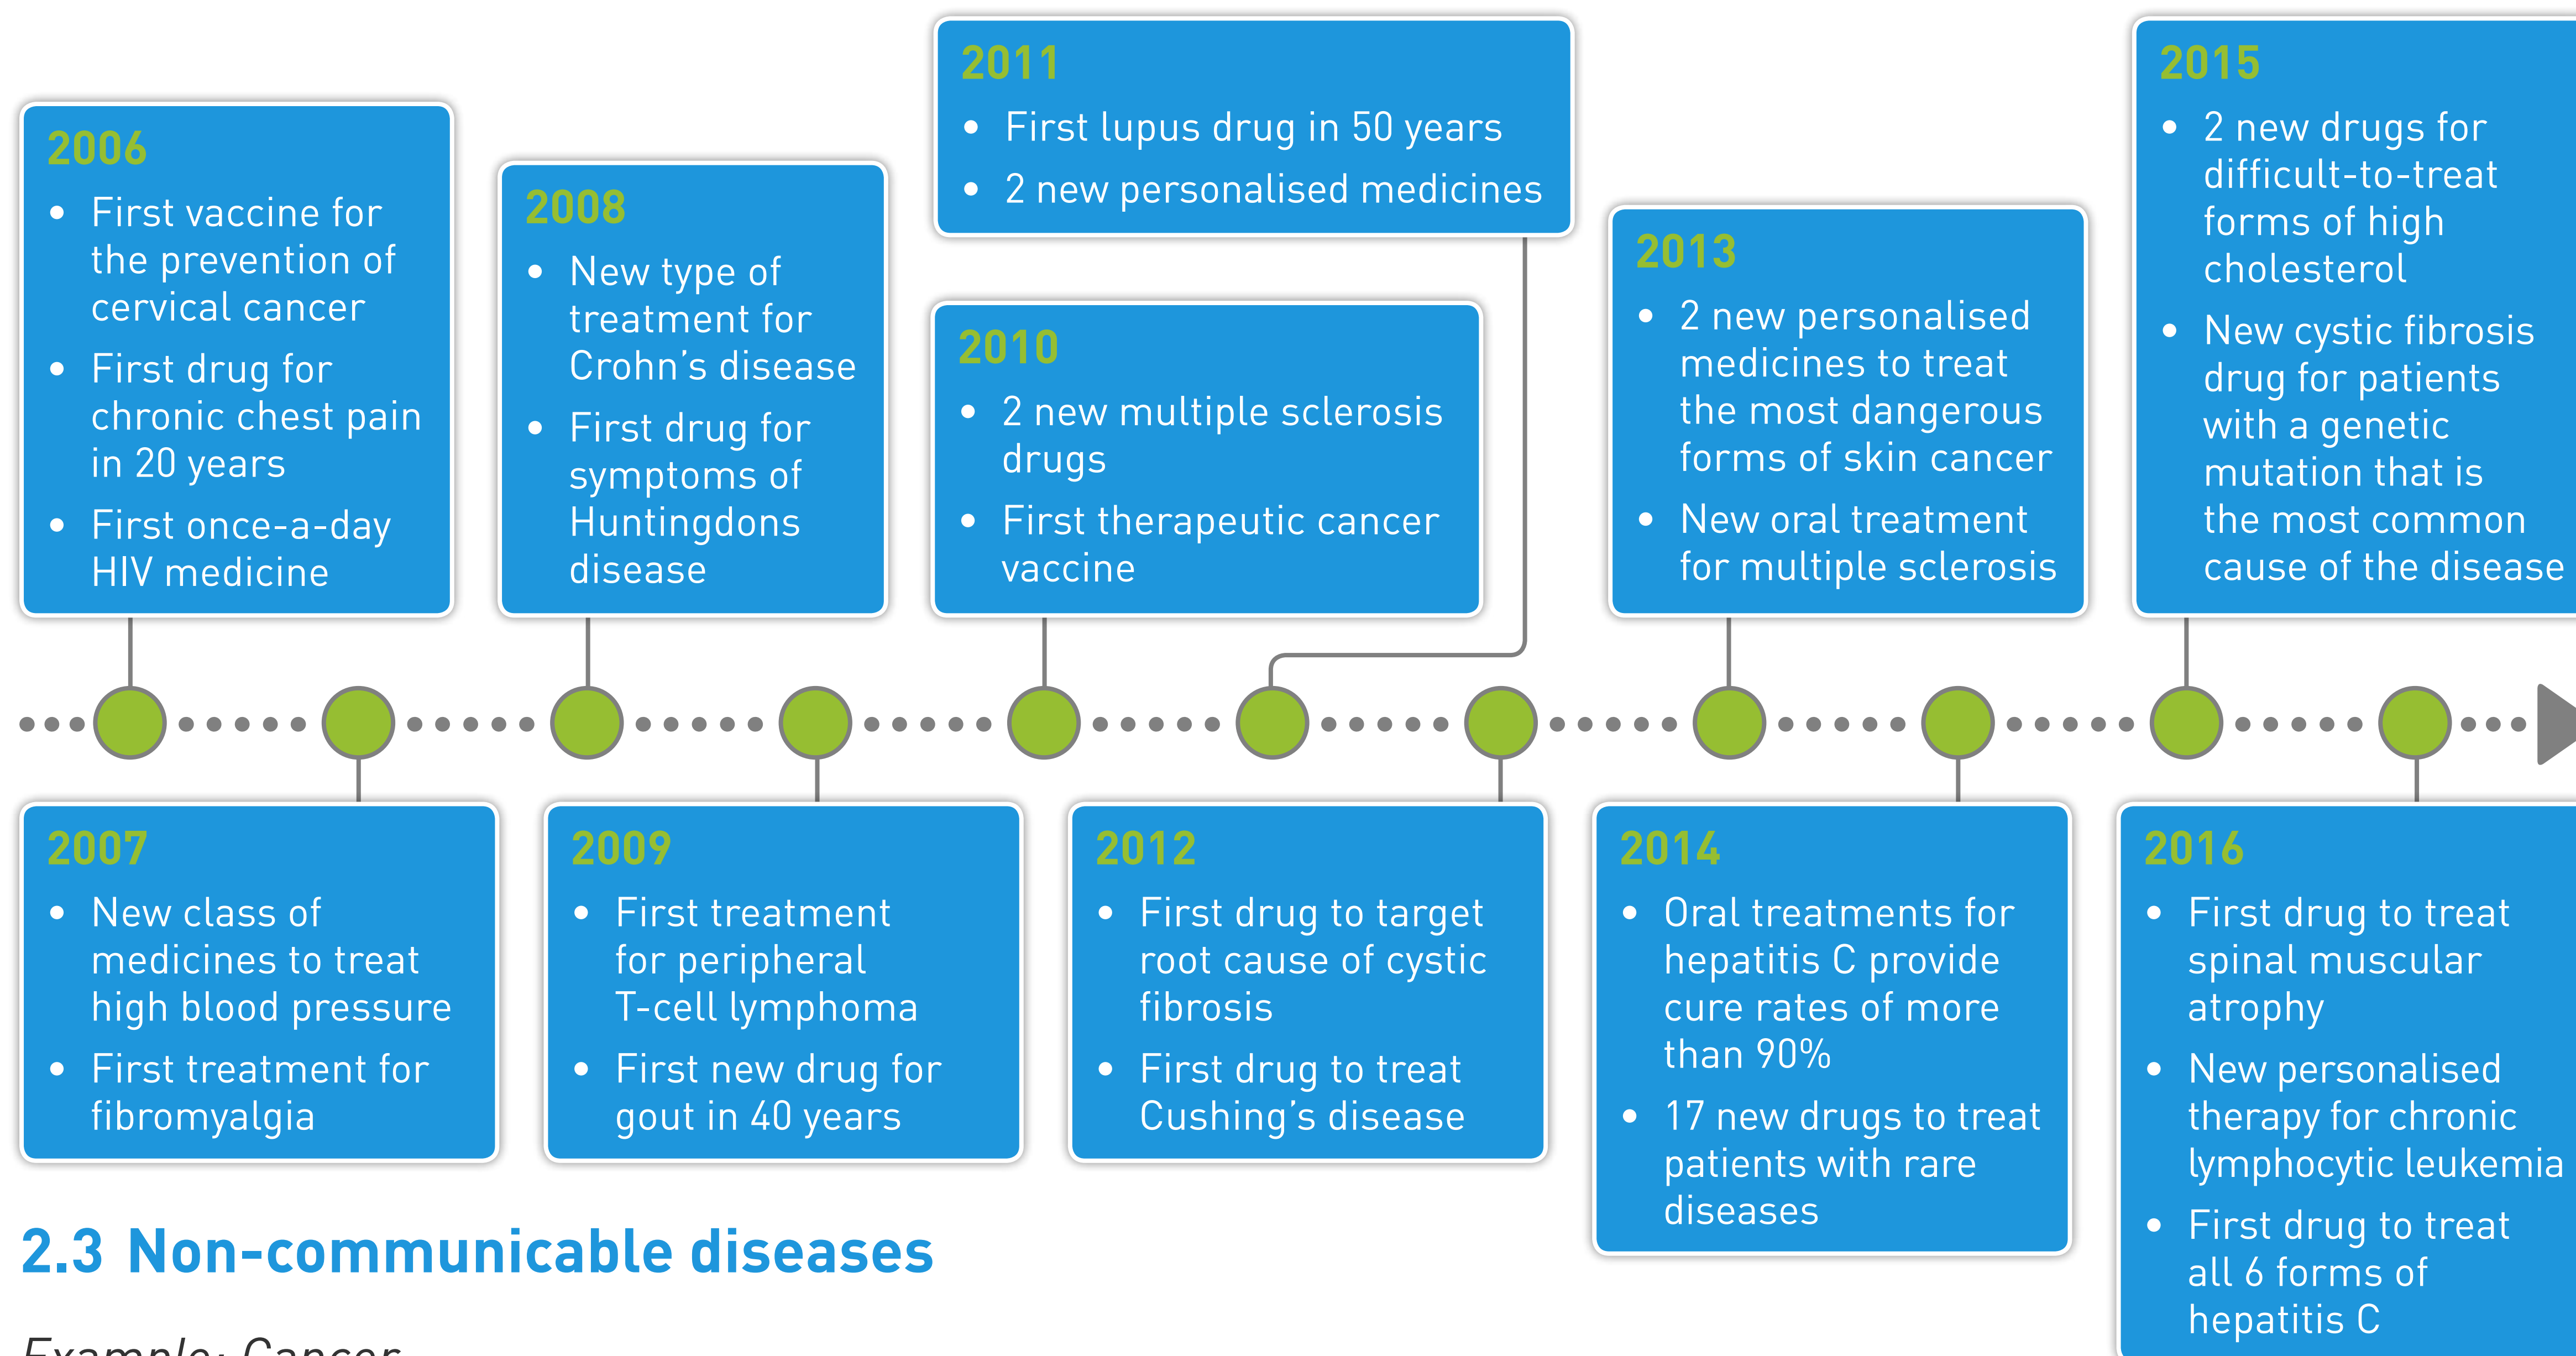 2006
• First vaccine for
the prevention of
cervical cancer
• First drug for
chronic chest pain
in 20 years
• First once-a-day
HIV medicine
2007
• New class of
medicines to treat
high blood pressure
• First treatment for
fibromyalgia
2008
• New type of
treatment for
Crohn’s disease
• First drug for
symptoms of
Huntingdons
disease
2009
• First treatment
for peripheral
T-cell lymphoma
• First new drug for
gout in 40 years
2010
• 2 new multiple sclerosis
drugs
• First therapeutic cancer
vaccine
2011
• First lupus drug in 50 years
• 2 new personalised medicines
2012
• First drug to target
root cause of cystic
fibrosis
• First drug to treat
Cushing’s disease
2013
• 2 new personalised
medicines to treat
the most dangerous
forms of skin cancer
• New oral treatment
for multiple sclerosis
2014
• Oral treatments for
hepatitis C provide
cure rates of more
than 90%
• 17 new drugs to treat
patients with rare
diseases
2015
• 2 new drugs for
difficult-to-treat
forms of high
cholesterol
• New cystic fibrosis
drug for patients
with a genetic
mutation that is
the most common
cause of the disease
2016
• First drug to treat
spinal muscular
atrophy
• New personalised
therapy for chronic
lymphocytic leukemia
• First drug to treat
all 6 forms of
hepatitis C
2.3 Non-communicable diseases
Example: Cancer